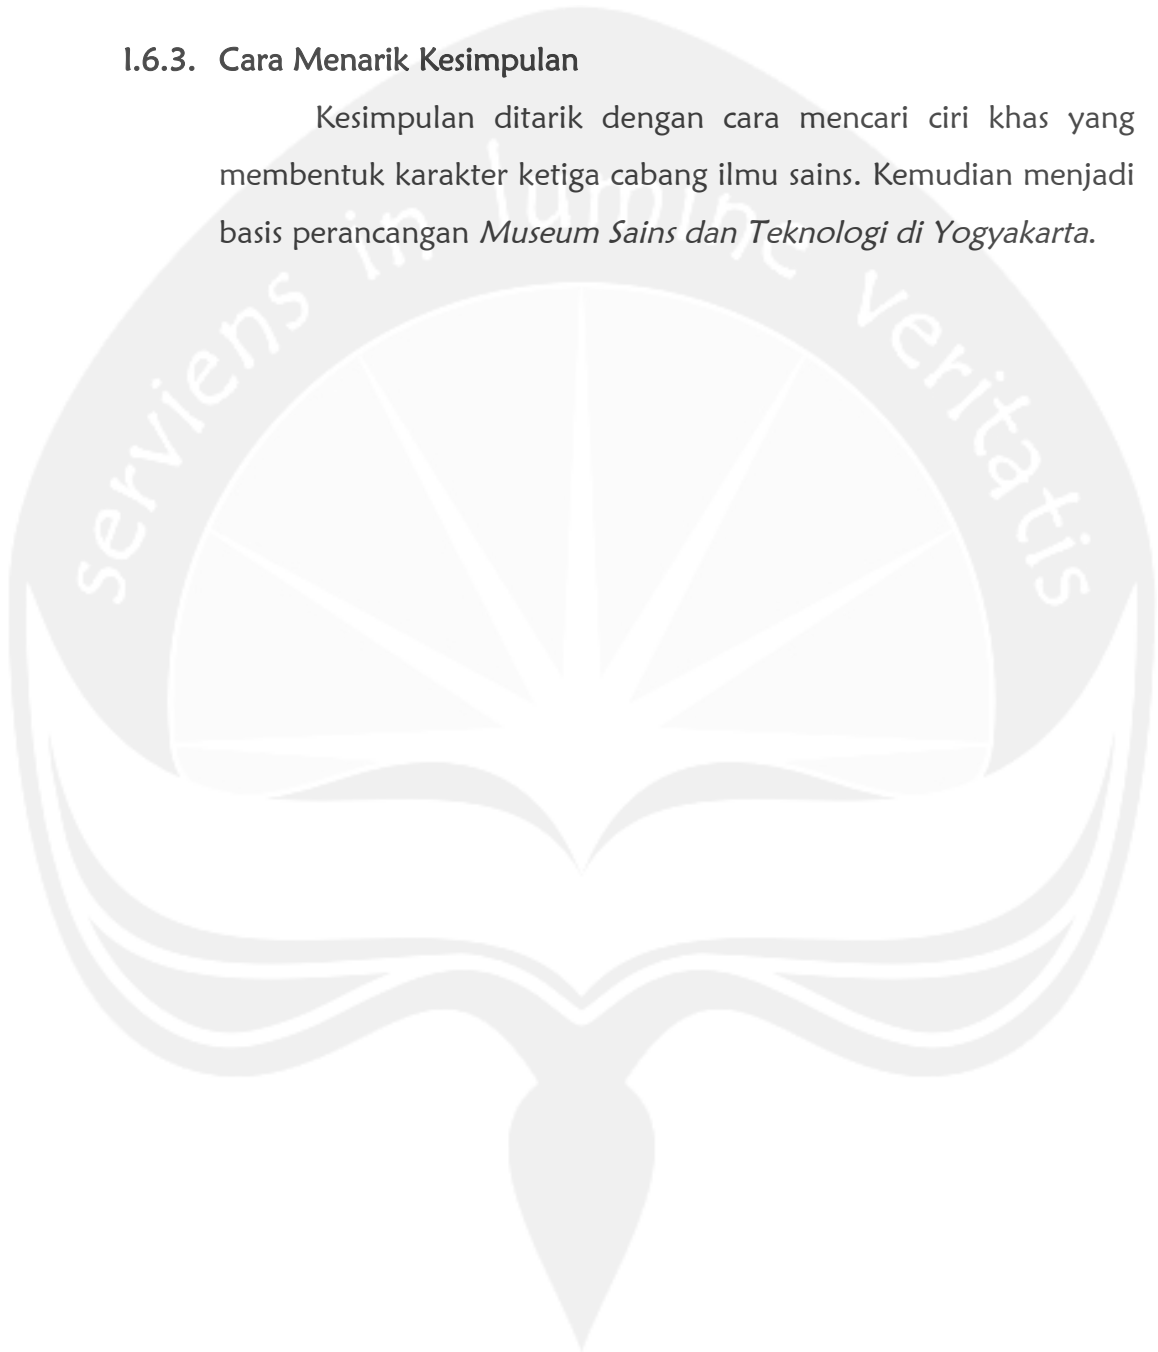 I.6.3. Cara Menarik Kesimpulan
Kesimpulan ditarik dengan cara mencari ciri khas yang
membentuk karakter ketiga cabang ilmu sains. Kemudian menjadi
basis perancangan Museum Sains dan Teknologi di Yogyakarta.
serviens in lumine veritatis